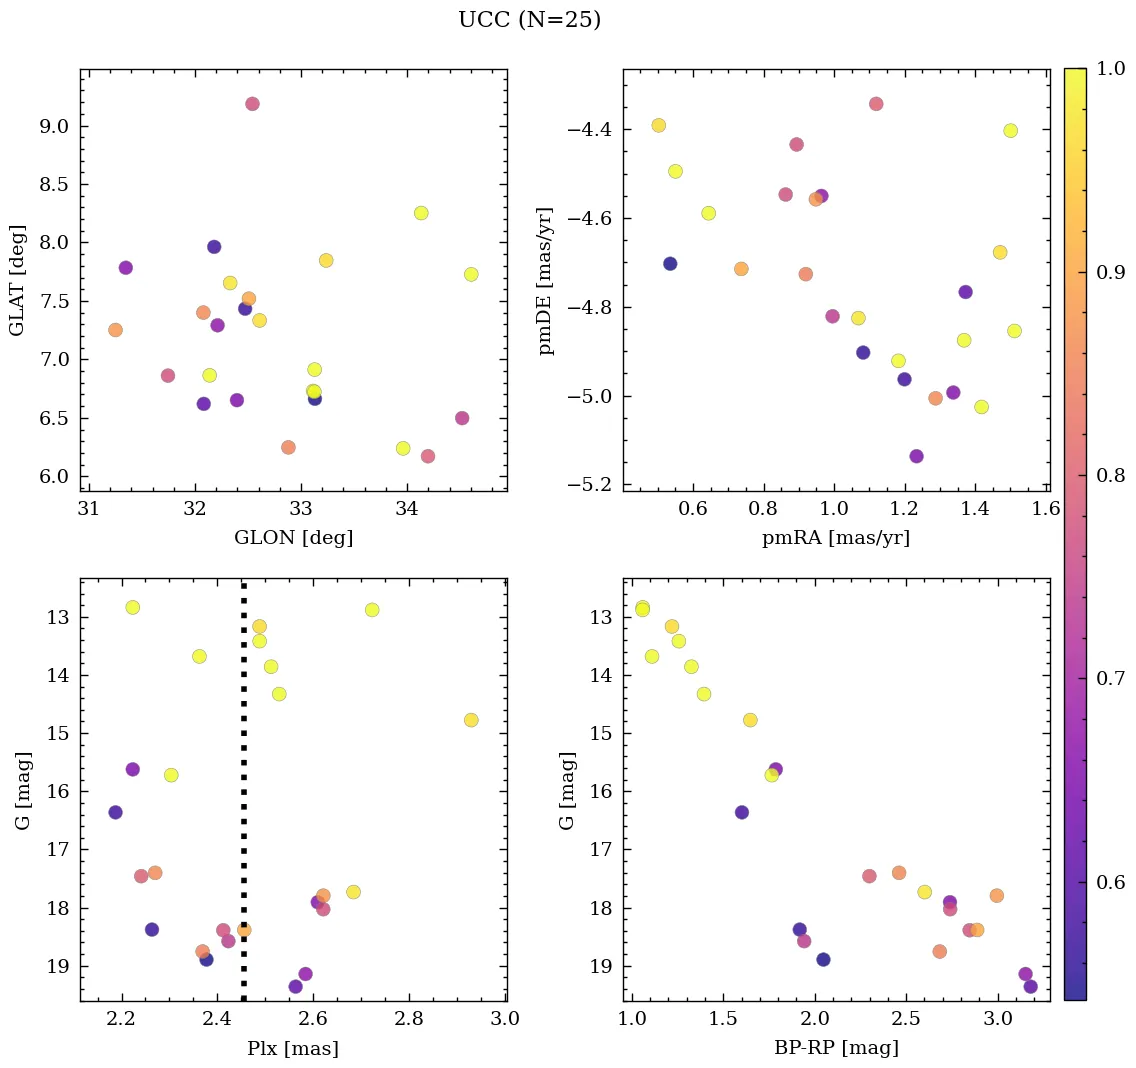 UCC (N=25)
9.0
8.5
8.0
7.5
7.0
6.5
6.0
GLAT [deg]
31 32 33 34
GLON [deg]
−4.4
−4.6
−4.8
−5.0
−5.2
pmDE [mas/yr]
0.6 0.8 1.0 1.2 1.4 1.6
pmRA [mas/yr]
13
14
15
16
17
18
19
G [mag]
2.2 2.4 2.6 2.8 3.0
Plx [mas]
13
14
15
16
17
18
19
G [mag]
1.0 1.5 2.0 2.5 3.0
BP-RP [mag]
1.0
0.9
0.8
0.7
0.6